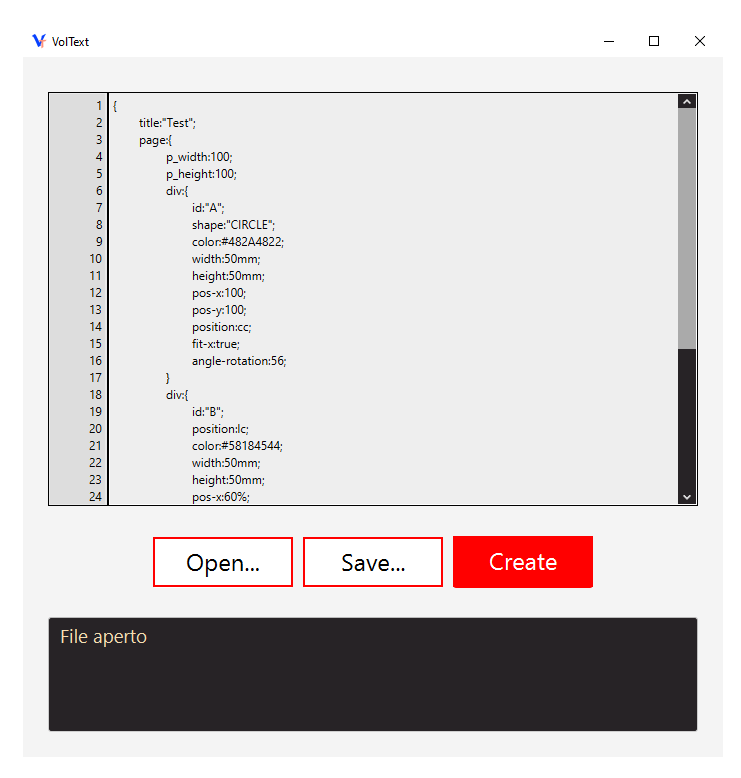 VolText
1 {
2 title:"Test";
3 page:{
4 p_width:100;
5 p_height:100;
6 div:{
7 id:"A";
8 shape:"CIRCLE";
9 color:#482A4822;
10 width:50mm;
11 height:50mm;
12 pos-x:100;
13 pos-y:100;
14 position:cc;
15 fit-x:true;
16 angle-rotation:56;
17 }
18 div:{
19 id:"B";
20 position:lc;
21 color:#58184544;
22 width:50mm;
23 height:50mm;
24 pos-x:60%;
Open... Save... Create
File aperto